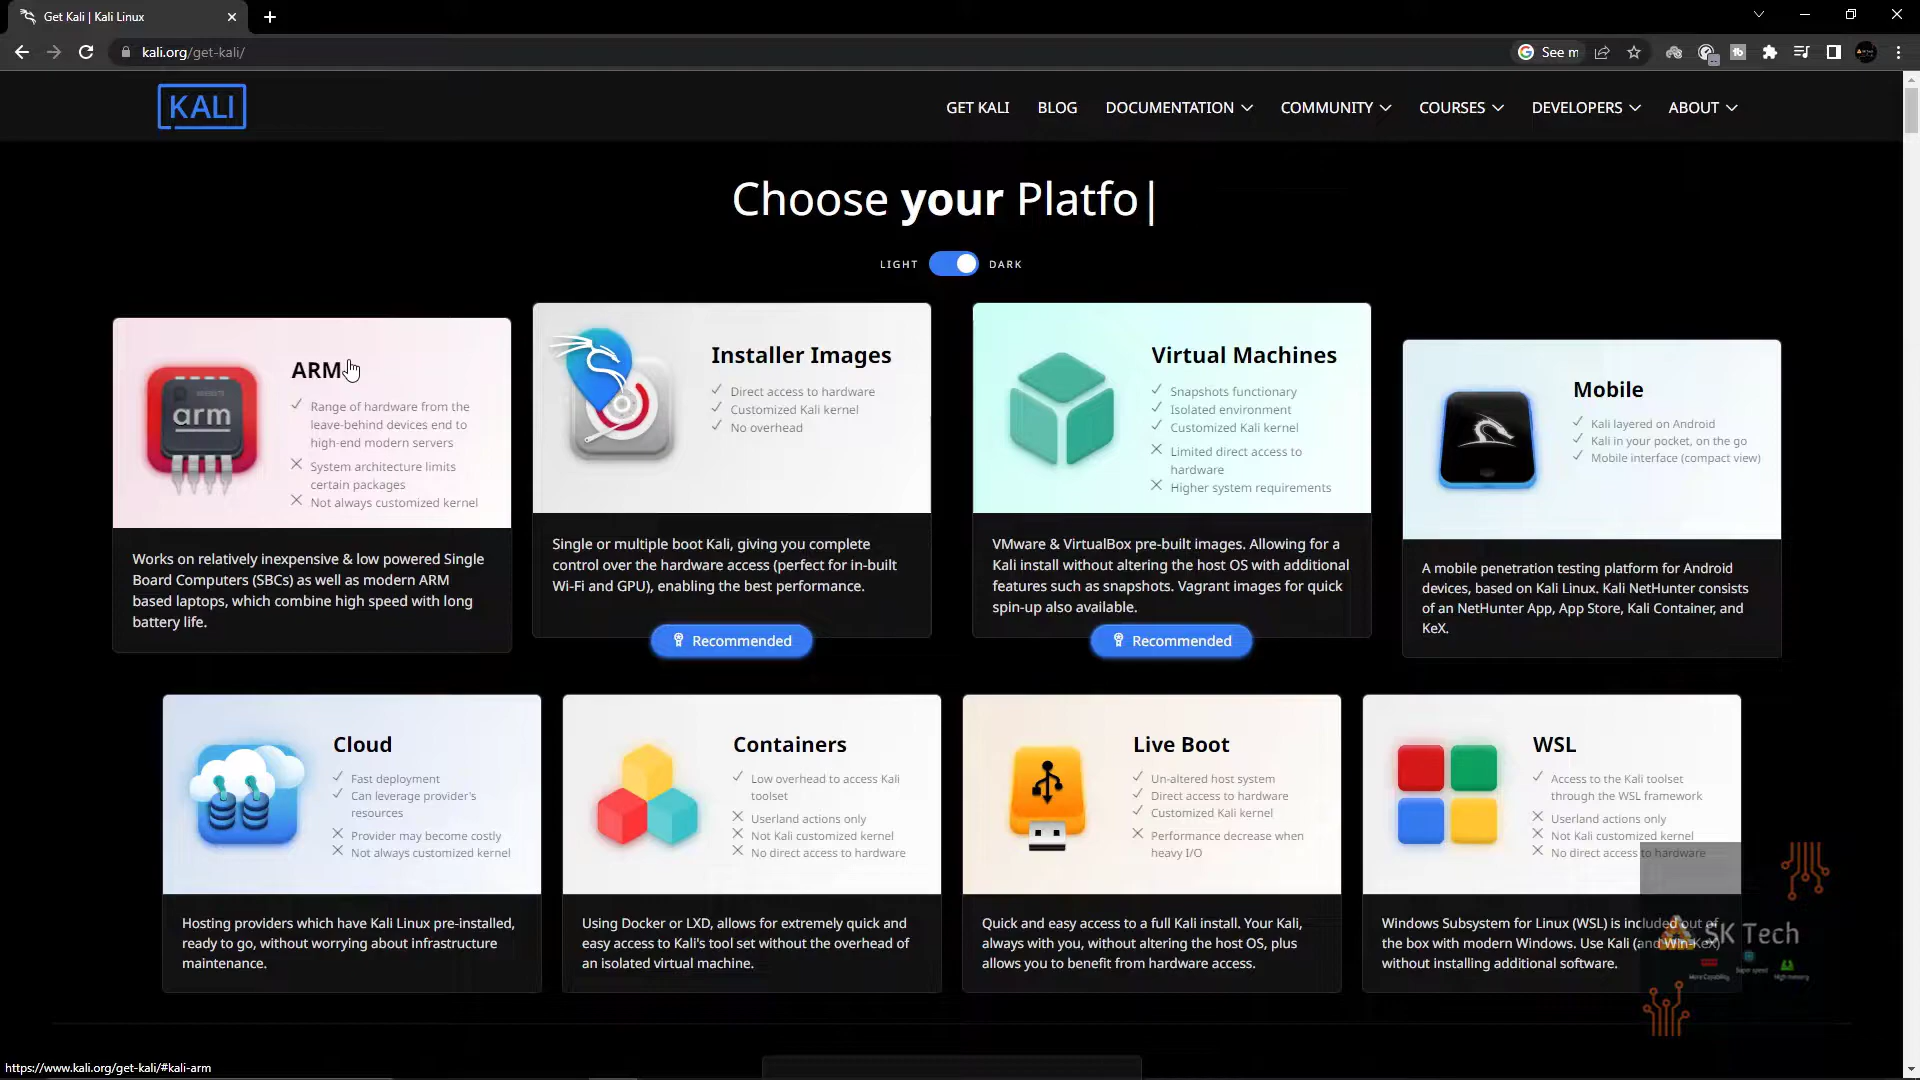 Get Kali | Kali Linux
kali.org/get-kali/
See m
KALI
GET KALI
BLOG
DOCUMENTATION
COMMUNITY
COURSES
DEVELOPERS
ABOUT
Choose your Platfo|
LIGHT
DARK
arm
ARM
Range of hardware from the
leave-behind devices end to
high-end modern servers
System architecture limits
certain packages
Not always customized kernel
Works on relatively inexpensive & low powered Single
Board Computers (SBCs) as well as modern ARM
based laptops, which combine high speed with long
battery life.
Installer Images
Direct access to hardware
Customized Kali kernel
No overhead
Single or multiple boot Kali, giving you complete
control over the hardware access (perfect for in-built
Wi-Fi and GPU), enabling the best performance.
Recommended
Virtual Machines
Snapshots functionary
Isolated environment
Customized Kali kernel
Limited direct access to
hardware
Higher system requirements
VMware & VirtualBox pre-built images. Allowing for a
Kali install without altering the host OS with additional
features such as snapshots. Vagrant images for quick
spin-up also available.
Recommended
Mobile
Kali layered on Android
Kali in your pocket, on the go
Mobile interface (compact view)
A mobile penetration testing platform for Android
devices, based on Kali Linux. Kali NetHunter consists
of an NetHunter App, App Store, Kali Container, and
KeX.
Cloud
Fast deployment
Can leverage provider's
resources
Provider may become costly
Not always customized kernel
Hosting providers which have Kali Linux pre-installed,
ready to go, without worrying about infrastructure
maintenance.
Containers
Low overhead to access Kali
toolset
Userland actions only
Not Kali customized kernel
No direct access to hardware
Using Docker or LXD, allows for extremely quick and
easy access to Kali's tool set without the overhead of
an isolated virtual machine.
Live Boot
Un-altered host system
Direct access to hardware
Customized Kali kernel
Performance decrease when
heavy I/O
Quick and easy access to a full Kali install. Your Kali,
always with you, without altering the host OS, plus
allows you to benefit from hardware access.
WSL
Access to the Kali toolset
through the WSL framework
Userland actions only
Not Kali customized kernel
No direct access to hardware
Windows Subsystem for Linux (WSL) is included out of
the box with modern Windows. Use Kali (and Win-KeX)
without installing additional software.
SK Tech
More Capability
Super speed
High memory
https://www.kali.org/get-kali/#kali-arm